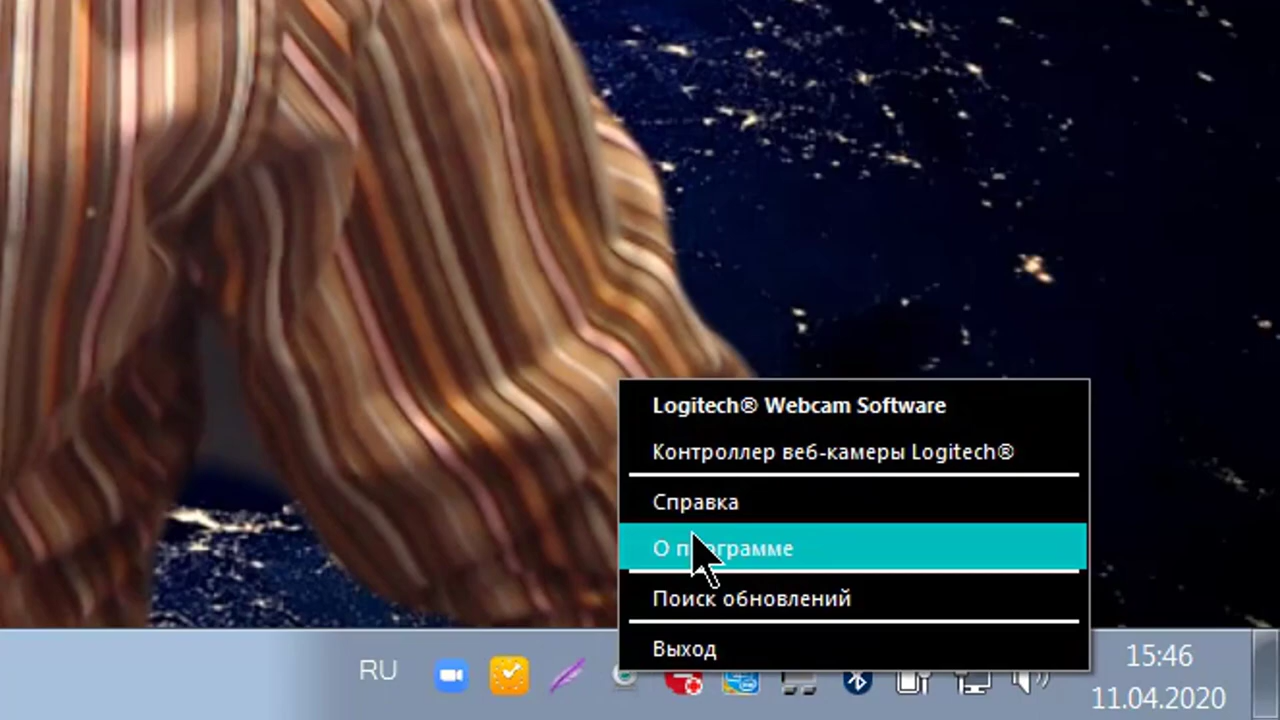 Logitech® Webcam Software
Контроллер веб-камеры Logitech®
Справка
О программе
Поиск обновлений
Выход
RU
15:46
11.04.2020